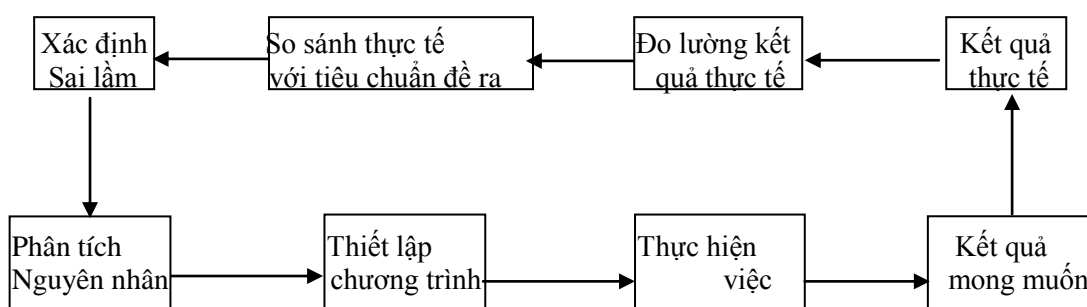 Xác định
Sai lầm
So sánh thực tế
với tiêu chuẩn đề ra
Đo lường kết
quả thực tế
Kết quả
thực tế
Phân tích
Nguyên nhân
Thiết lập
chương trình
Thực hiện
việc
Kết quả
mong muốn